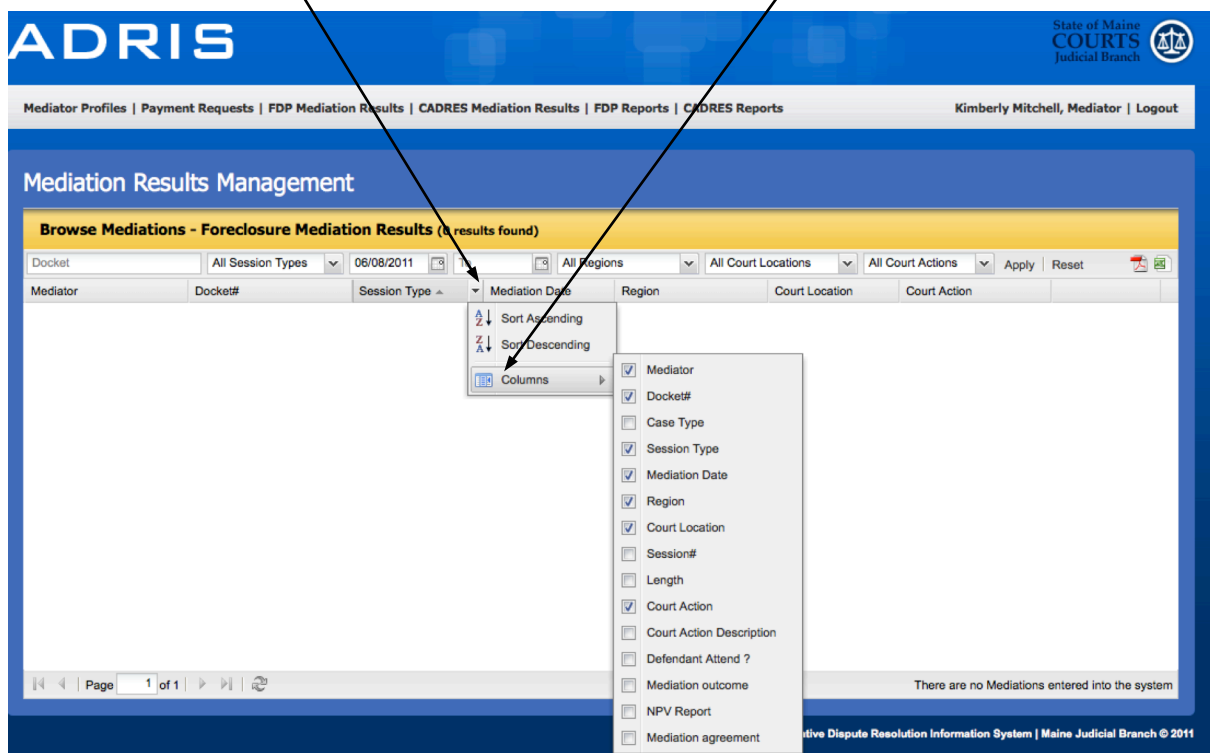 ADRIS
State of Maine
COURTS
Judicial Branch
Mediator Profiles | Payment Requests | FDP Mediation Results | CADRES Mediation Results | FDP Reports | CADRES Reports Kimberly Mitchell, Mediator | Logout
Mediation Results Management
Browse Mediations - Foreclosure Mediation Results (0 results found)
Docket All Session Types 06/08/2011 To All Regions All Court Locations All Court Actions Apply | Reset
Mediator Docket# Session Type Mediation Date Region Court Location Court Action
Sort Ascending
Sort Descending
Columns
Mediator
Docket#
Case Type
Session Type
Mediation Date
Region
Court Location
Session#
Length
Court Action
Court Action Description
Defendant Attend ?
Mediation outcome
NPV Report
Mediation agreement
Page 1 of 1 There are no Mediations entered into the system
Dispute Resolution Information System | Maine Judicial Branch © 2011